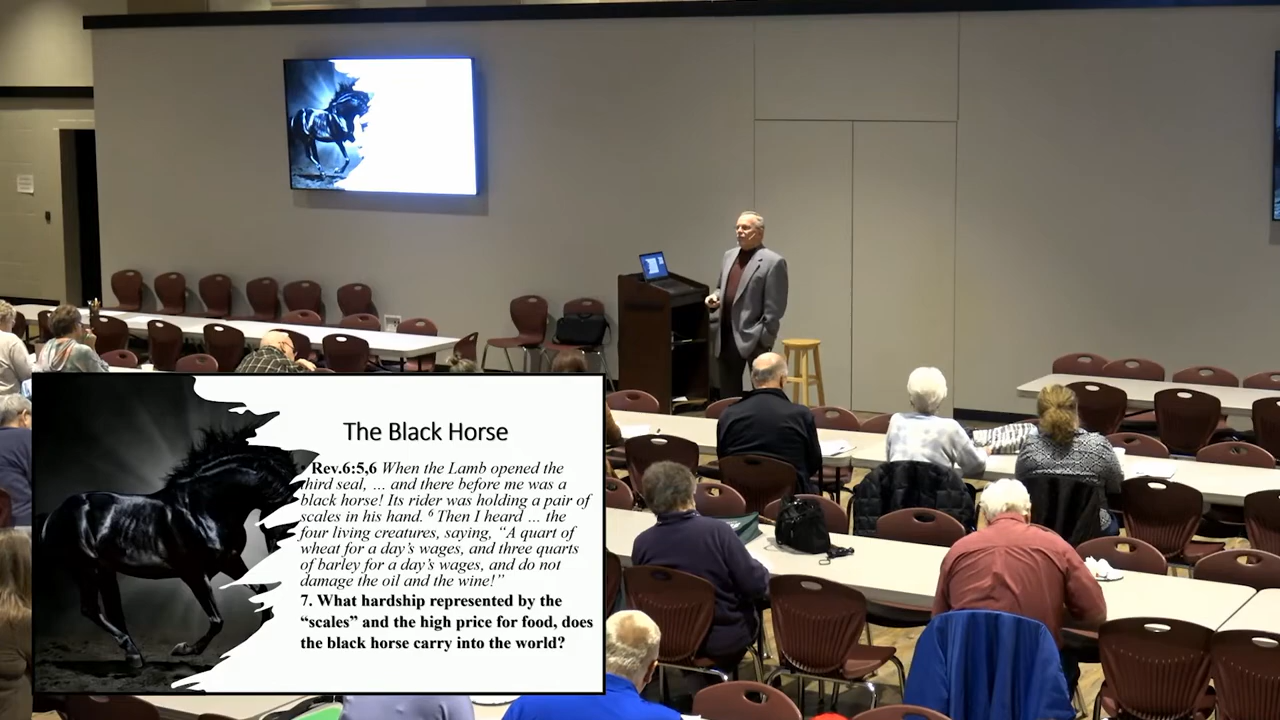 The Black Horse
Rev.6:5,6 When the Lamb opened the
third seal, ... and there before me was a
black horse! Its rider was holding a pair of
scales in his hand. ⁶ Then I heard ... the
four living creatures, saying, “A quart of
wheat for a day’s wages, and three quarts
of barley for a day’s wages, and do not
damage the oil and the wine!”
7. What hardship represented by the
“scales” and the high price for food, does
the black horse carry into the world?